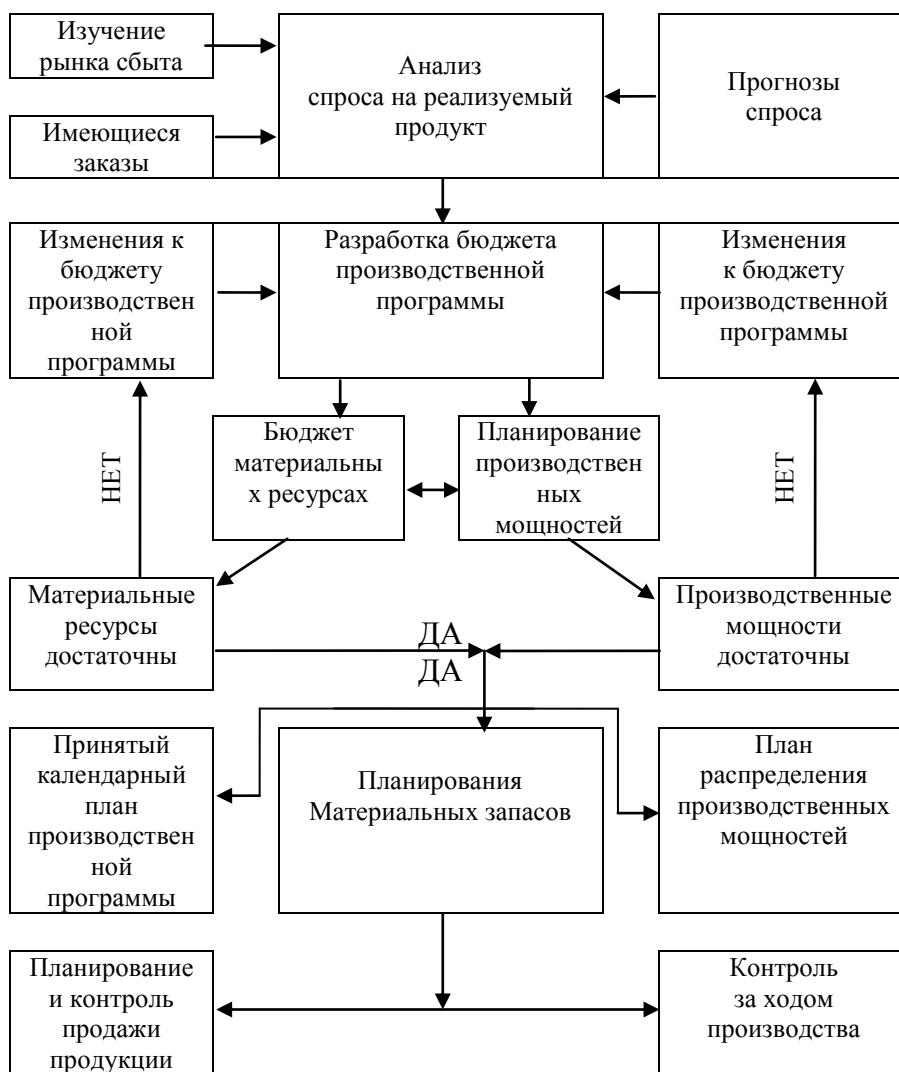 Изучение
рынка сбыта
Анализ
спроса на реализуемый
продукт
Прогнозы
спроса
Имеющиеся
заказы
Изменения к
бюджету
производствен
ной
программы
Разработка бюджета
производственной
программы
Изменения
к бюджету
производственной
программы
НЕТ
Бюджет
материальны
х ресурсах
Планирование
производствен
ных
мощностей
НЕТ
Материальные
ресурсы
достаточны
ДА
ДА
Производственные
мощности
достаточны
Принятый
календарный
план
производствен
ной
программы
Планирования
Материальных запасов
План
распределения
производственных
мощностей
Планирование
и контроль
продажи
продукции
Контроль
за ходом
производства